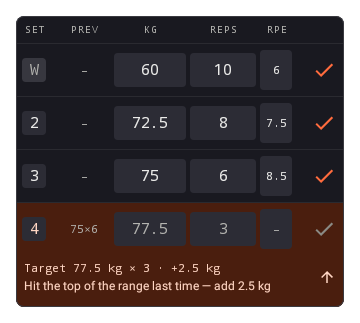 SET PREV KG REPS RPE
W – 60 10 6
2 – 72.5 8 7.5
3 – 75 6 8.5
4 75×6 77.5 3 –
Target 77.5 kg × 3 · +2.5 kg
Hit the top of the range last time — add 2.5 kg